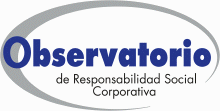 Observatorio
de Responsabilidad Social
Corporativa